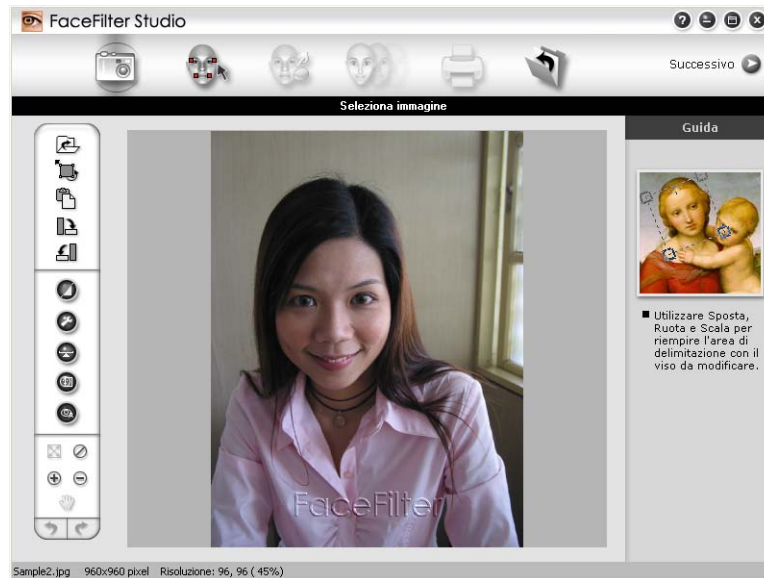 FaceFilter Studio
Successivo
Seleziona immagine
Guida
Utilizzare Sposta,
Ruota e Scala per
riempire l'area di
delimitazione con il
viso da modificare.
FaceFilter
Sample2.jpg 960x960 pixel Risoluzione: 96, 96 ( 45%)